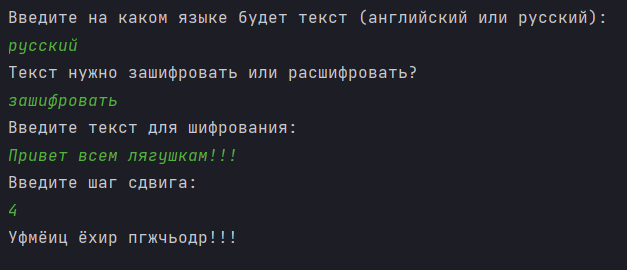 Введите на каком языке будет текст (английский или русский):
русский
Текст нужно зашифровать или расшифровать?
зашифровать
Введите текст для шифрования:
Привет всем лягушкам!!!
Введите шаг сдвига:
4
Уфмёиц ёхир пгжчьодр!!!